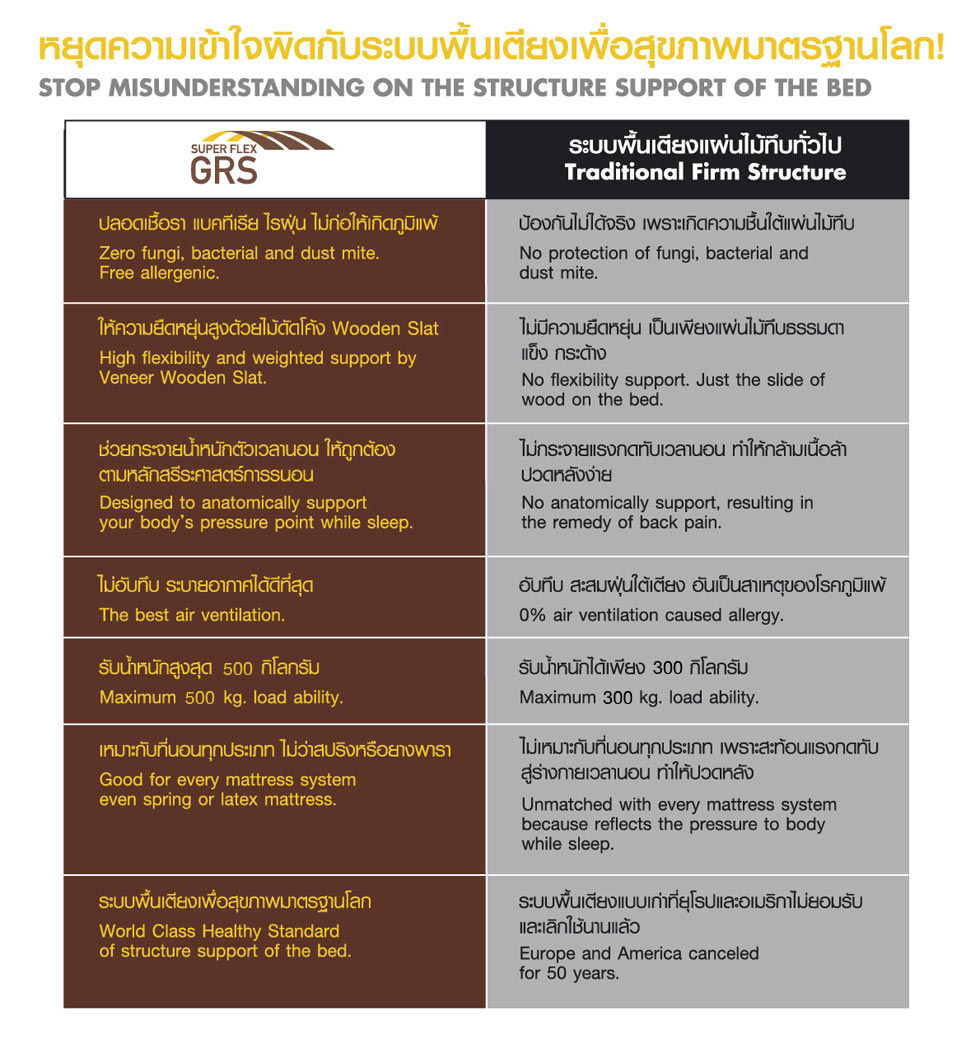 หยุดความเข้าใจผิดกับระบบพื้นเตียงเพื่อสุขภาพมาตรฐานโลก!
STOP MISUNDERSTANDING ON THE STRUCTURE SUPPORT OF THE BED
SUPER FLEX
GRS
ระบบพื้นเตียงแผ่นไม้ทึบทั่วไป
Traditional Firm Structure
ปลอดเชื้อรา แบคทีเรีย ไรฝุ่น ไม่ก่อให้เกิดภูมิแพ้
Zero fungi, bacterial and dust mite.
Free allergenic.
ป้องกันไม่ได้จริง เพราะเกิดความชื้นใต้แผ่นไม้ทึบ
No protection of fungi, bacterial and
dust mite.
ให้ความยืดหยุ่นสูงด้วยไม้ดัดโค้ง Wooden Slat
High flexibility and weighted support by
Veneer Wooden Slat.
ไม่มีความยืดหยุ่น เป็นเพียงแผ่นไม้ทึบธรรมดา
แข็ง กระด้าง
No flexibility support. Just the slide of
wood on the bed.
ช่วยกระจายน้ำหนักตัวเวลานอน ให้ถูกต้อง
ตามหลักสรีระศาสตร์การรนอน
Designed to anatomically support
your body's pressure point while sleep.
ไม่กระจายแรงกดทับเวลานอน ทำให้กล้ามเนื้อล้า
ปวดหลังง่าย
No anatomically support, resulting in
the remedy of back pain.
ไม่อับทึบ ระบายอากาศได้ดีที่สุด
The best air ventilation.
อับทึบ สะสมฝุ่นใต้เตียง อันเป็นสาเหตุของโรคภูมิแพ้
0% air ventilation caused allergy.
รับน้ำหนักสูงสุด 500 กิโลกรัม
Maximum 500 kg. load ability.
รับน้ำหนักได้เพียง 300 กิโลกรัม
Maximum 300 kg. load ability.
เหมาะกับที่นอนทุกประเภท ไม่ว่าสปริงหรือยางพารา
Good for every mattress system
even spring or latex mattress.
ไม่เหมาะกับที่นอนทุกประเภท เพราะสะท้อนแรงกดทับ
สู่ร่างกายเวลานอน ทำให้ปวดหลัง
Unmatched with every mattress system
because reflects the pressure to body
while sleep.
ระบบพื้นเตียงเพื่อสุขภาพมาตรฐานโลก
World Class Healthy Standard
of structure support of the bed.
ระบบพื้นเตียงแบบเก่าที่ยุโรปและอเมริกาไม่ยอมรับ
และเลิกใช้นานแล้ว
Europe and America canceled
for 50 years.